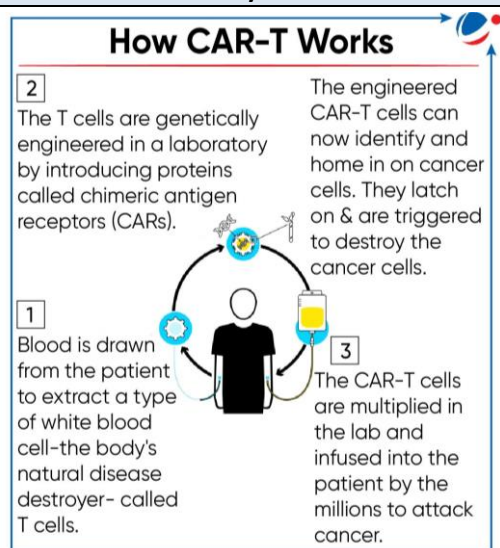 How CAR-T Works
1
Blood is drawn
from the patient
to extract a type
of white blood
cell-the body's
natural disease
destroyer- called
T cells.
2
The T cells are genetically
engineered in a laboratory
by introducing proteins
called chimeric antigen
receptors (CARs).
3
The CAR-T cells
are multiplied in
the lab and
infused into the
patient by the
millions to attack
cancer.
The engineered
CAR-T cells can
now identify and
home in on cancer
cells. They latch
on & are triggered
to destroy the
cancer cells.